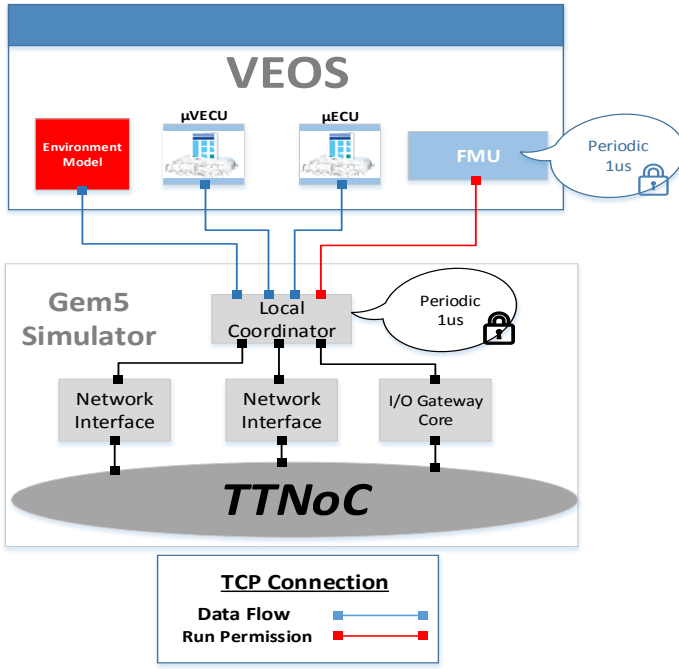 VEOS
µVECU
µECU
Environment
Model
FMU
Periodic
1us
Gem5
Simulator
Local
Coordinator
Periodic
1us
Network
Interface
Network
Interface
I/O Gateway
Core
TTNoC
TCP Connection
Data Flow
Run Permission